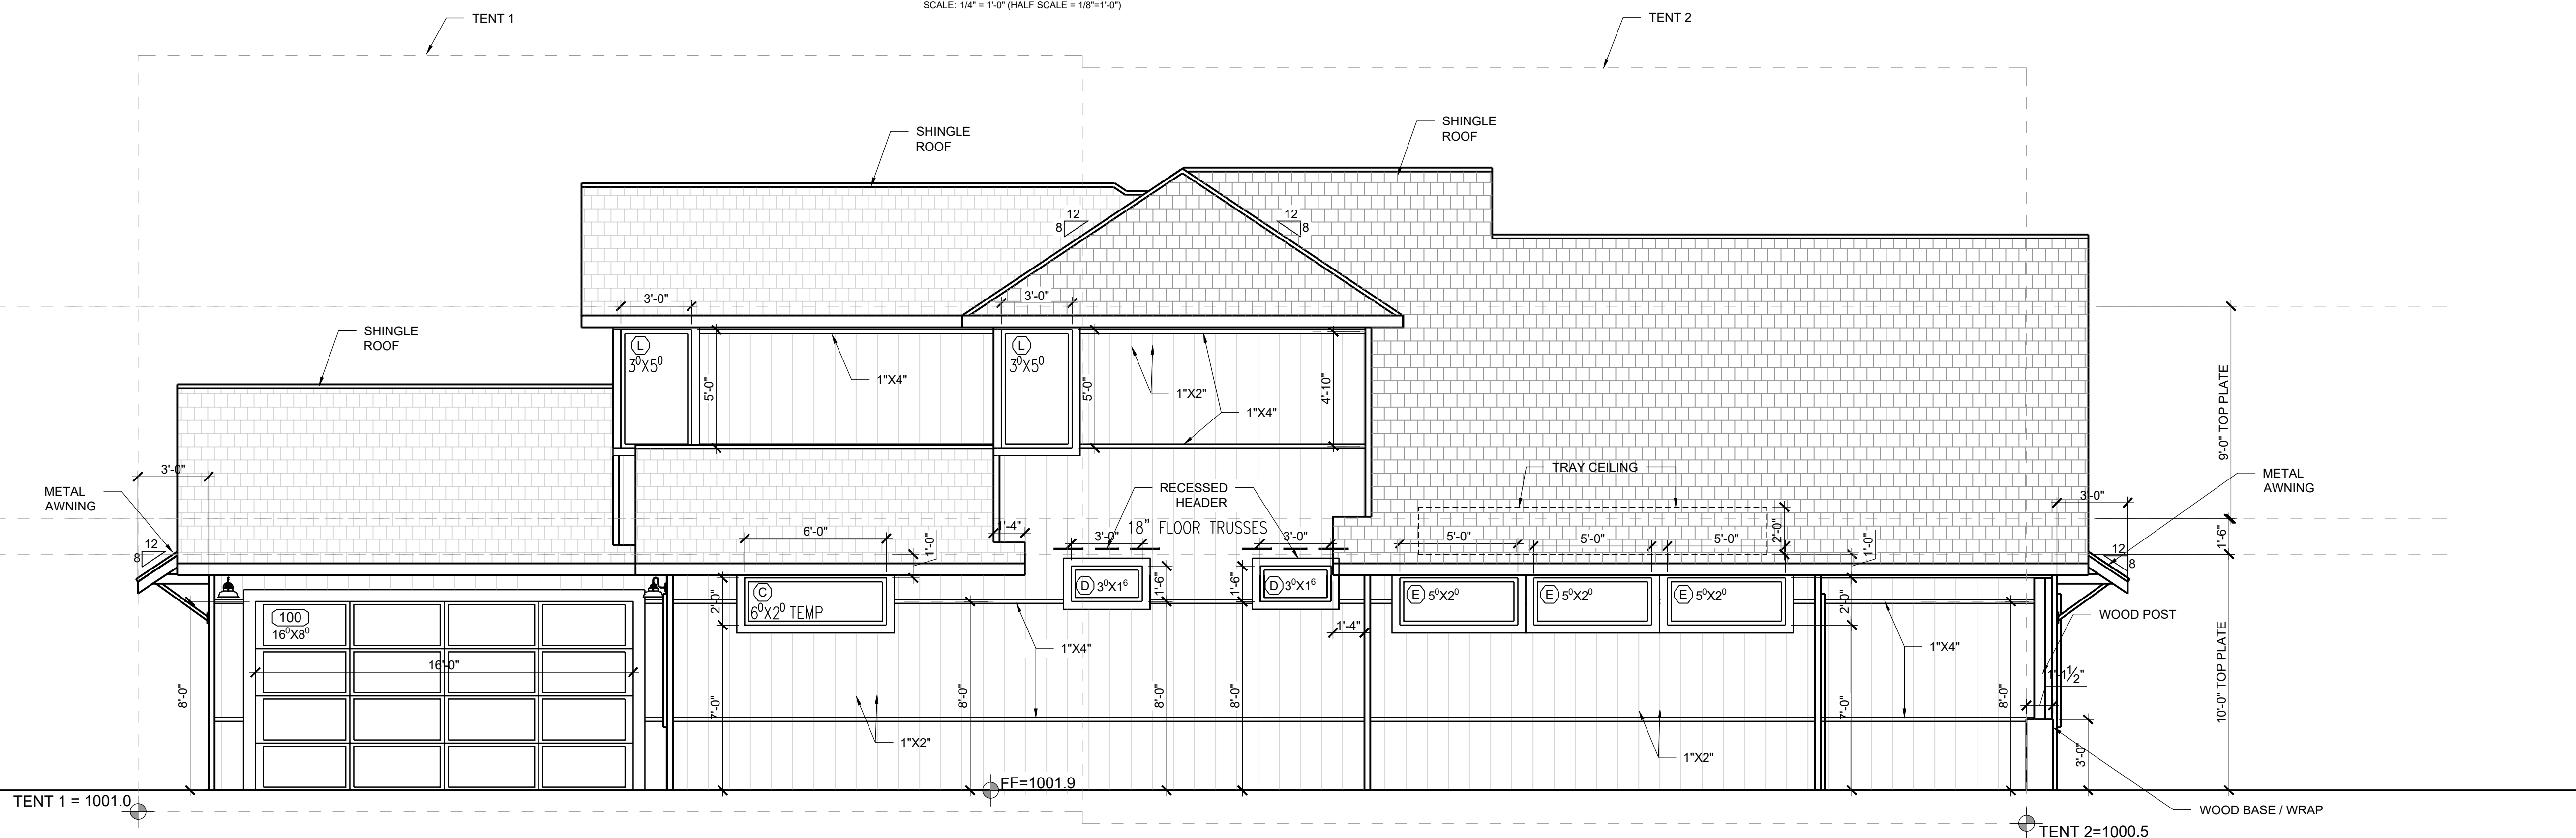 SCALE: 1/4" = 1'-0" (HALF SCALE = 1/8"=1'-0")
TENT 1
TENT 2
SHINGLE
ROOF
SHINGLE
ROOF
12
8
12
8
3'-0"
3'-0"
SHINGLE
ROOF
L
3⁰X5⁰
5'-0"
1"X4"
L
3⁰X5⁰
5'-0"
1"X2"
1"X4"
4'-10"
9'-0" TOP PLATE
3'-0"
METAL
AWNING
TRAY CEILING
METAL
AWNING
3'-0"
RECESSED
HEADER
18" FLOOR TRUSSES
1'-4"
6'-0"
1'-0"
3'-0"
3'-0"
5'-0"
5'-0"
5'-0"
2'-0"
1'-0"
1'-6"
12
8
12
8
C
6⁰X2⁰ TEMP
2'-0"
D 3⁰X1⁶
1'-6"
1'-6"
D 3⁰X1⁶
E 5⁰X2⁰
E 5⁰X2⁰
E 5⁰X2⁰
2'-0"
100
16⁰X8⁰
WOOD POST
1'-4"
1"X4"
1"X4"
16'-0"
1'-1½"
8'-0"
7'-0"
8'-0"
8'-0"
8'-0"
7'-0"
8'-0"
10'-0" TOP PLATE
1"X2"
1"X2"
3'-0"
FF=1001.9
TENT 1 = 1001.0
WOOD BASE / WRAP
TENT 2=1000.5